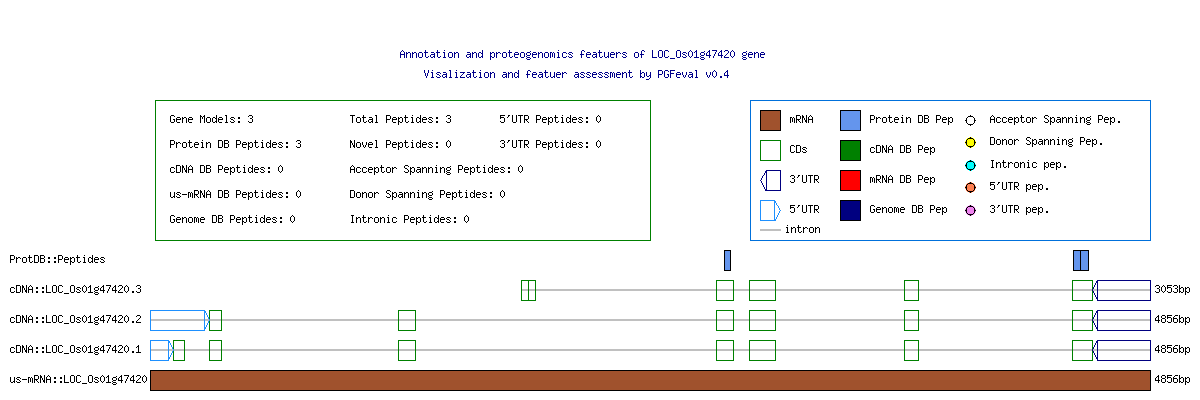 Annotation and proteogenomics featuers of LOC_Os01g47420 gene
Visalization and featuer assessment by PGFeval v0.4
Gene Models: 3 Total Peptides: 3 5'UTR Peptides: 0
Protein DB Peptides: 3 Novel Peptides: 0 3'UTR Peptides: 0
cDNA DB Peptides: 0 Acceptor Spanning Peptides: 0
us-mRNA DB Peptides: 0 Donor Spanning Peptides: 0
Genome DB Peptides: 0 Intronic Peptides: 0
mRNA Protein DB Pep Acceptor Spanning Pep.
CDs cDNA DB Pep Donor Spanning Pep.
3'UTR mRNA DB Pep Intronic pep.
5'UTR Genome DB Pep 5'UTR pep.
intron 3'UTR pep.
ProtDB::Peptides
cDNA::LOC_Os01g47420.3 3053bp
cDNA::LOC_Os01g47420.2 4856bp
cDNA::LOC_Os01g47420.1 4856bp
us-mRNA::LOC_Os01g47420 4856bp